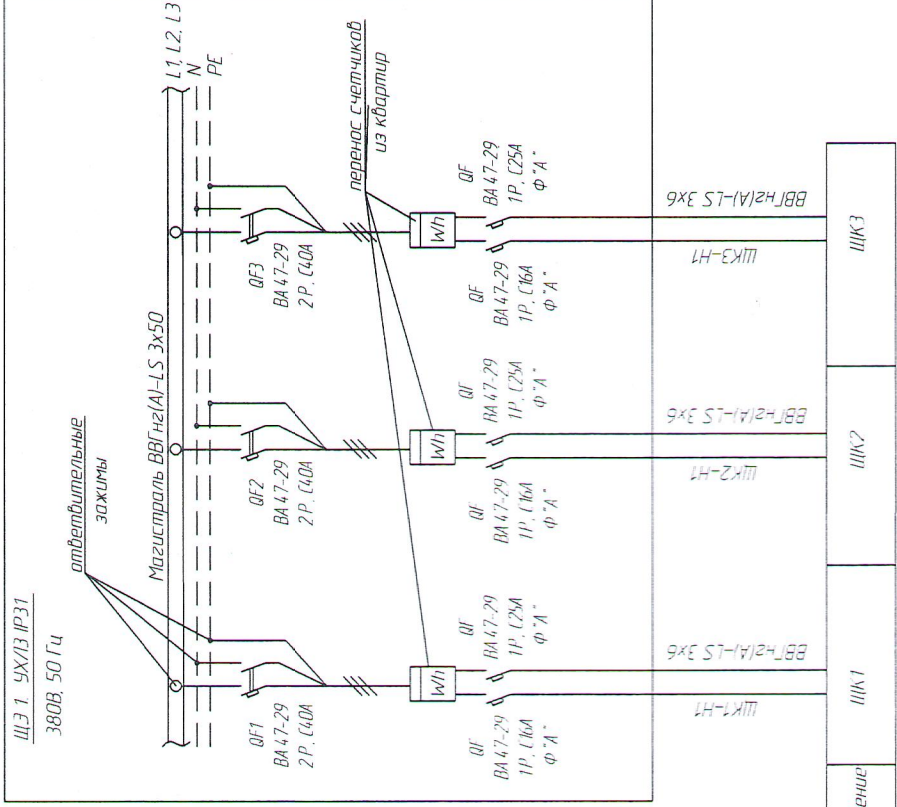 ЩЭ 1. УХЛ3 IP31
380В, 50 Гц
ответвительные
зажимы
Магистраль ВВГнг(А)-LS 3х50
L1, L2, L3
N
PE
QF1
ВА 47-29
2 Р, С40А
QF2
ВА 47-29
2 Р, С40А
QF3
ВА 47-29
2 Р, С40А
перенос счетчиков
из квартир
Wh
Wh
Wh
QF
ВА 47-29
1Р, С16А
Ф "А"
QF
ВА 47-29
1Р, С25А
Ф "А"
QF
ВА 47-29
1Р, С16А
Ф "А"
QF
ВА 47-29
1Р, С25А
Ф "А"
QF
ВА 47-29
1Р, С16А
Ф "А"
QF
ВА 47-29
1Р, С25А
Ф "А"
ЩК1-Н1
ВВГнг(А)-LS 3х6
ЩК2-Н1
ВВГнг(А)-LS 3х6
ЩК3-Н1
ВВГнг(А)-LS 3х6
ение
ЩК1
ЩК2
ЩК3